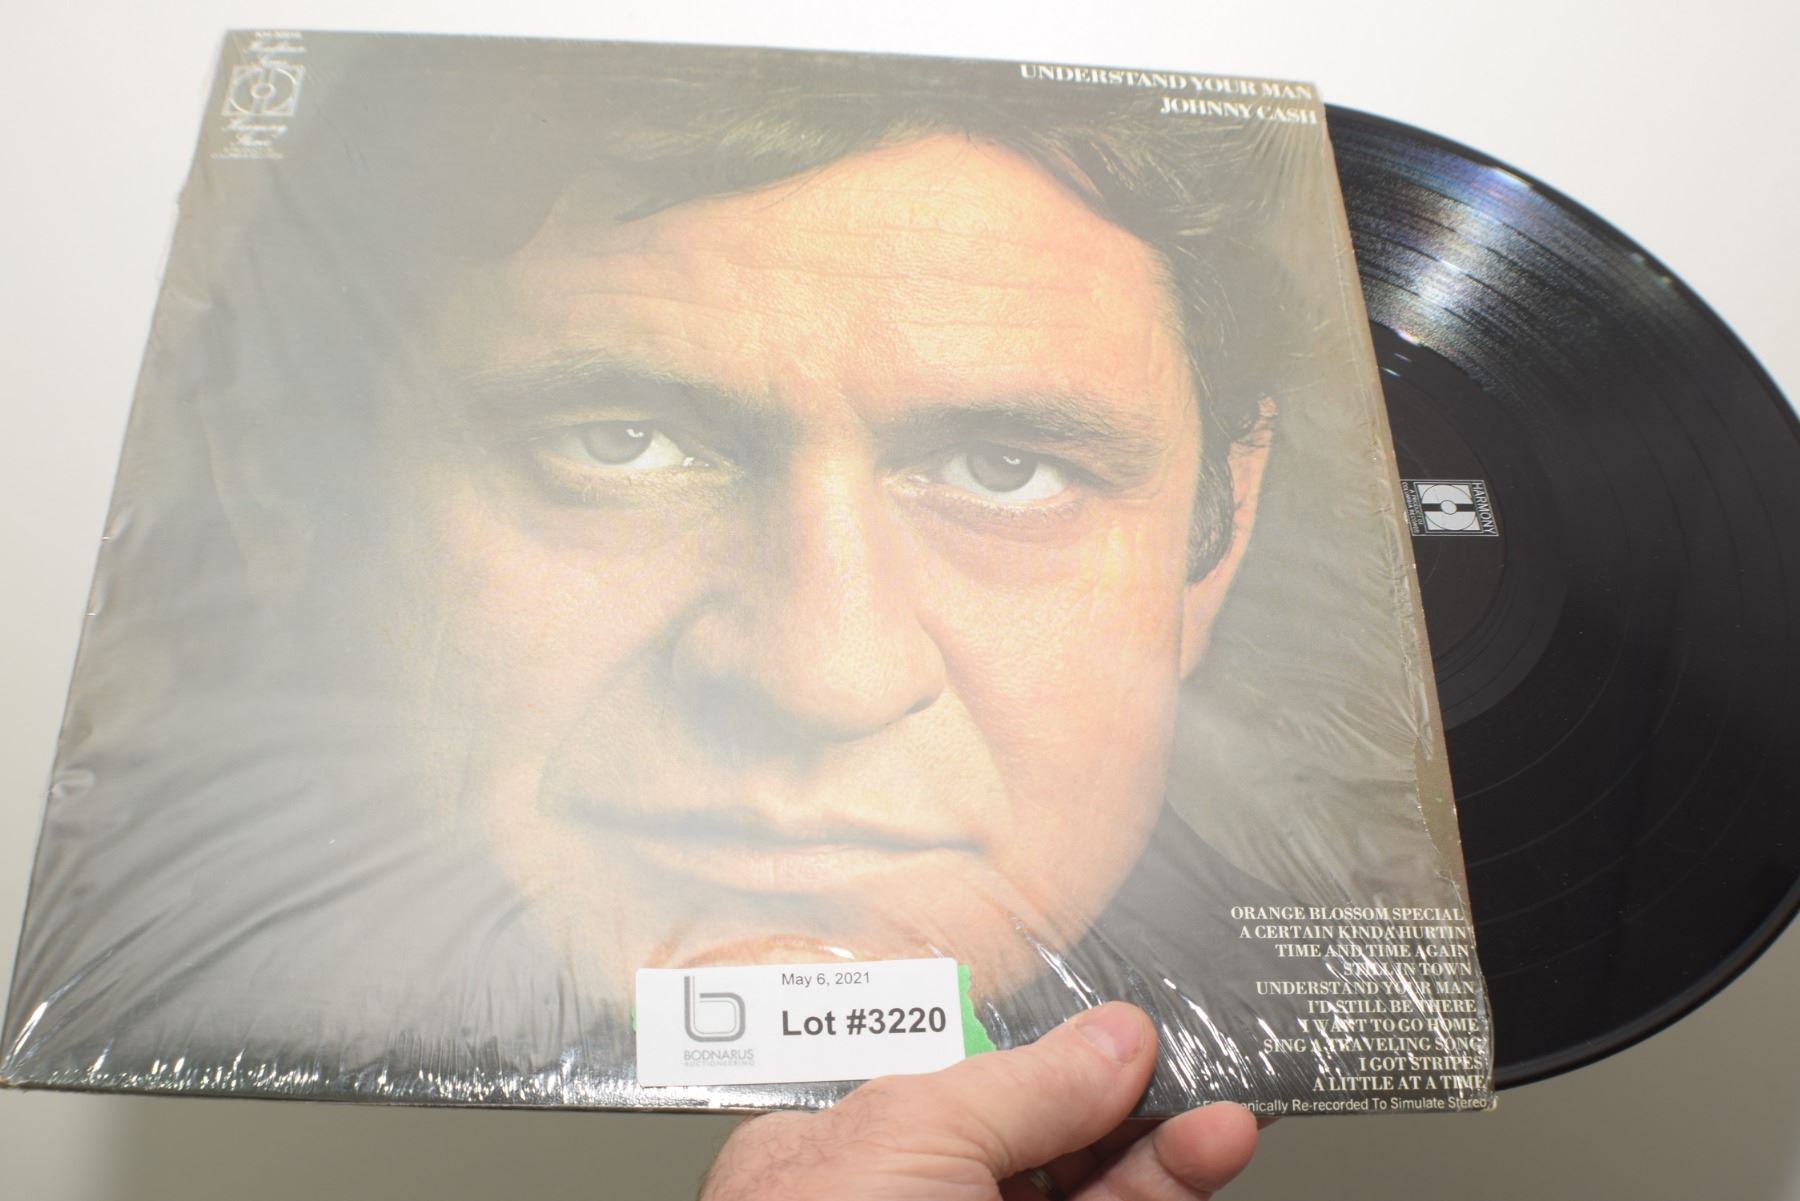 UNDERSTAND YOUR MAN
JOHNNY CASH
HARMONY
ORANGE BLOSSOM SPECIAL
A CERTAIN KINDA HURTIN'*
TIME AND TIME AGAIN*
STILL IN TOWN
UNDERSTAND YOUR MAN
I'D STILL BE THERE
I WANT TO GO HOME*
SING A TRAVELING SONG
I GOT STRIPES*
A LITTLE AT A TIME
Re-recorded To Simulate Stereo
May 6, 2021
Lot #3220
b
BODNARUS
AUCTIONEERING